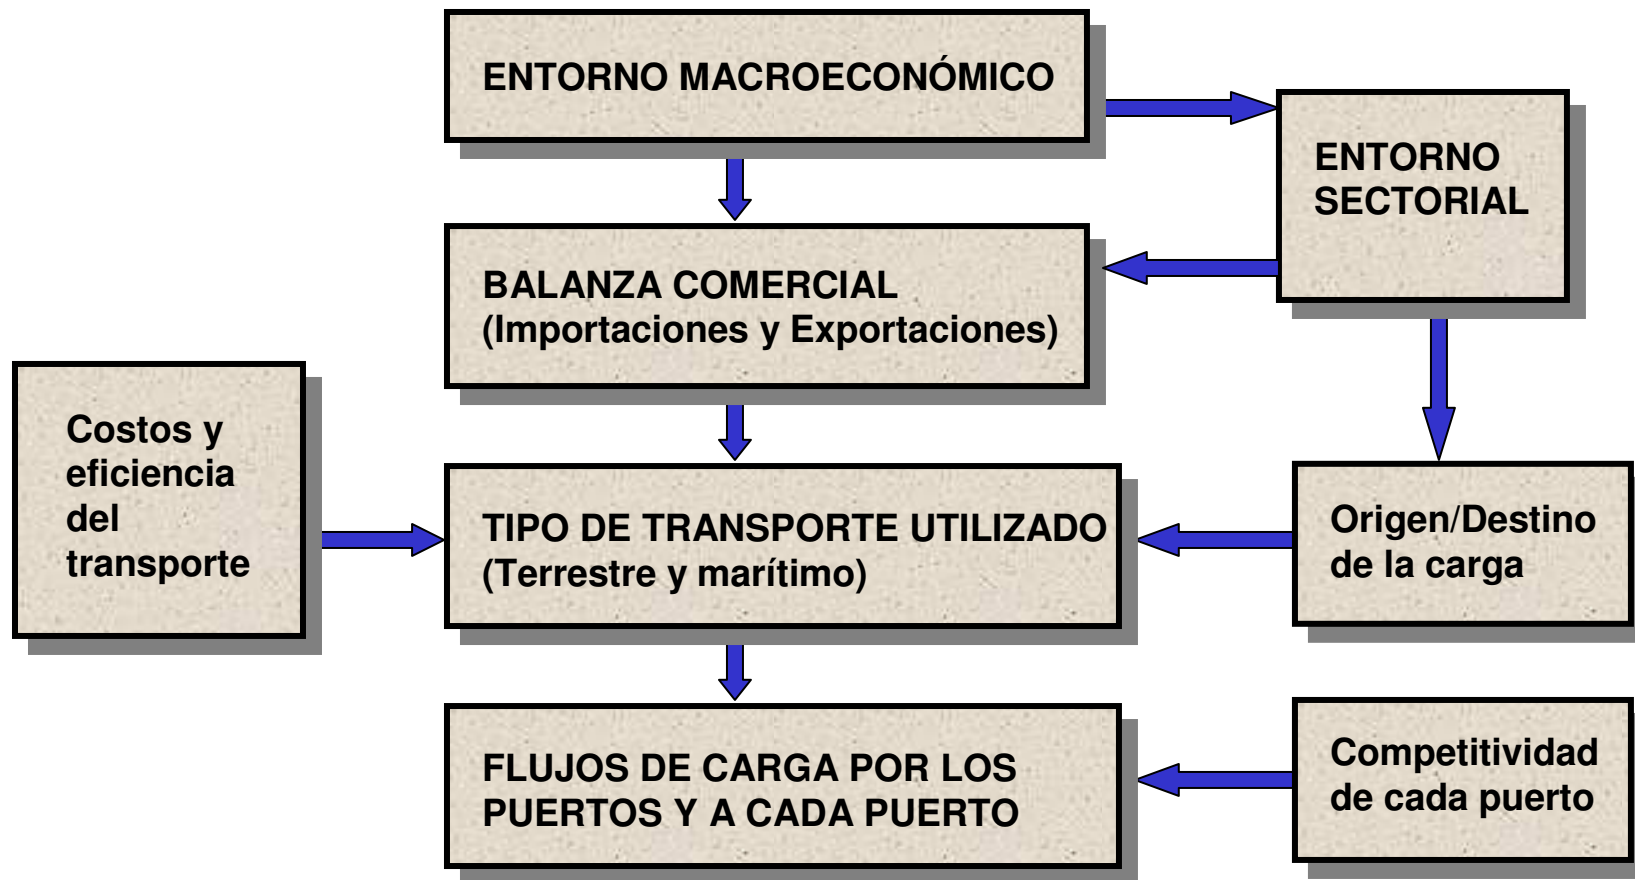 ENTORNO MACROECONÓMICO
ENTORNO
SECTORIAL
BALANZA COMERCIAL
(Importaciones y Exportaciones)
Costos y
eficiencia
del
transporte
TIPO DE TRANSPORTE UTILIZADO
(Terrestre y marítimo)
Origen/Destino
de la carga
FLUJOS DE CARGA POR LOS
PUERTOS Y A CADA PUERTO
Competitividad
de cada puerto